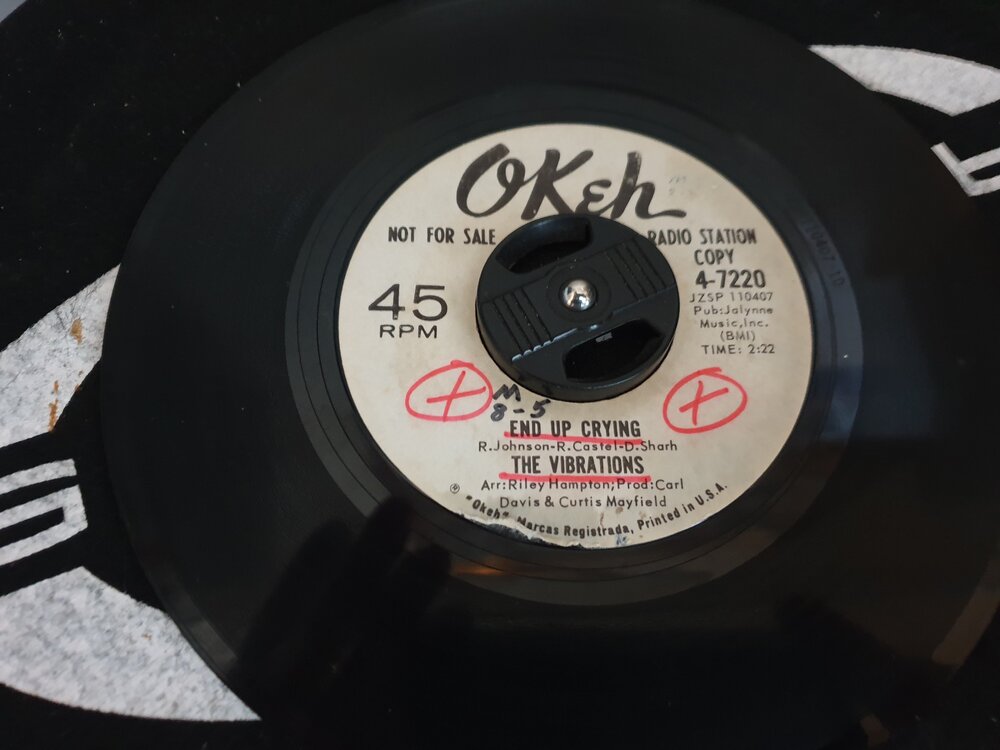 OKeh
NOT FOR SALE RADIO STATION
COPY
4-7220
JZSP 110407
Pub:Jalynne
Music,Inc.
(BMI)
TIME: 2:22
45
RPM
M
8-5
END UP CRYING
R.Johnson-R.Castel-D.Sharh
THE VIBRATIONS
Arr:Riley Hampton;Prod:Carl
Davis & Curtis Mayfield
℗ "Okeh" Marcas Registrada, Printed in U.S.A.